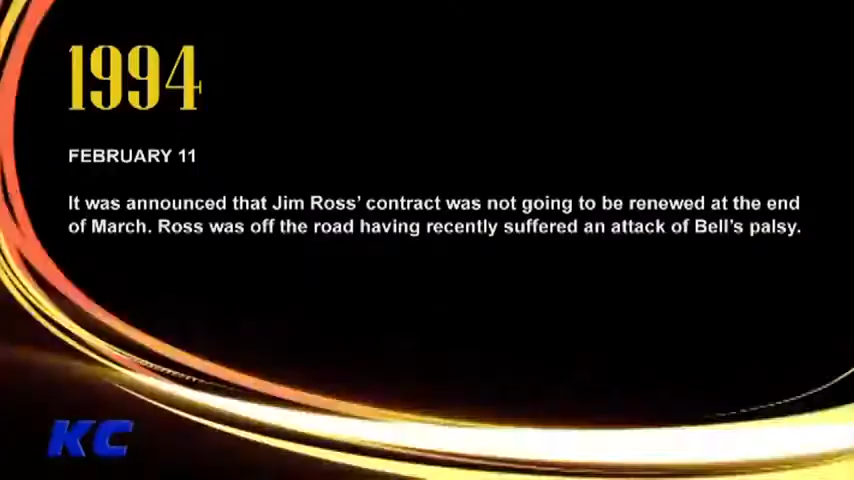 1994
FEBRUARY 11
It was announced that Jim Ross’ contract was not going to be renewed at the end
of March. Ross was off the road having recently suffered an attack of Bell’s palsy.
KC